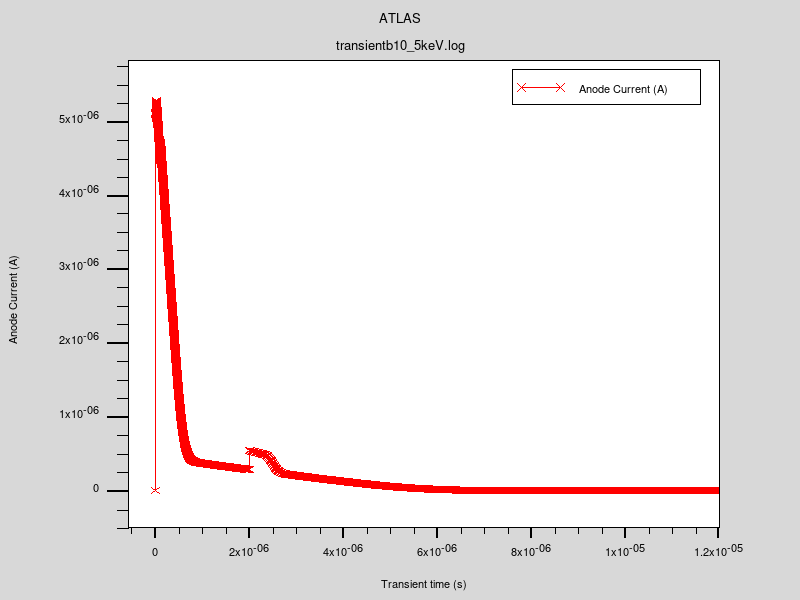 ATLAS
transientb10_5keV.log
Anode Current (A)
5x10-06
4x10-06
3x10-06
2x10-06
1x10-06
0
Anode Current (A)
0
2x10-06
4x10-06
6x10-06
8x10-06
1x10-05
1.2x10-05
Transient time (s)